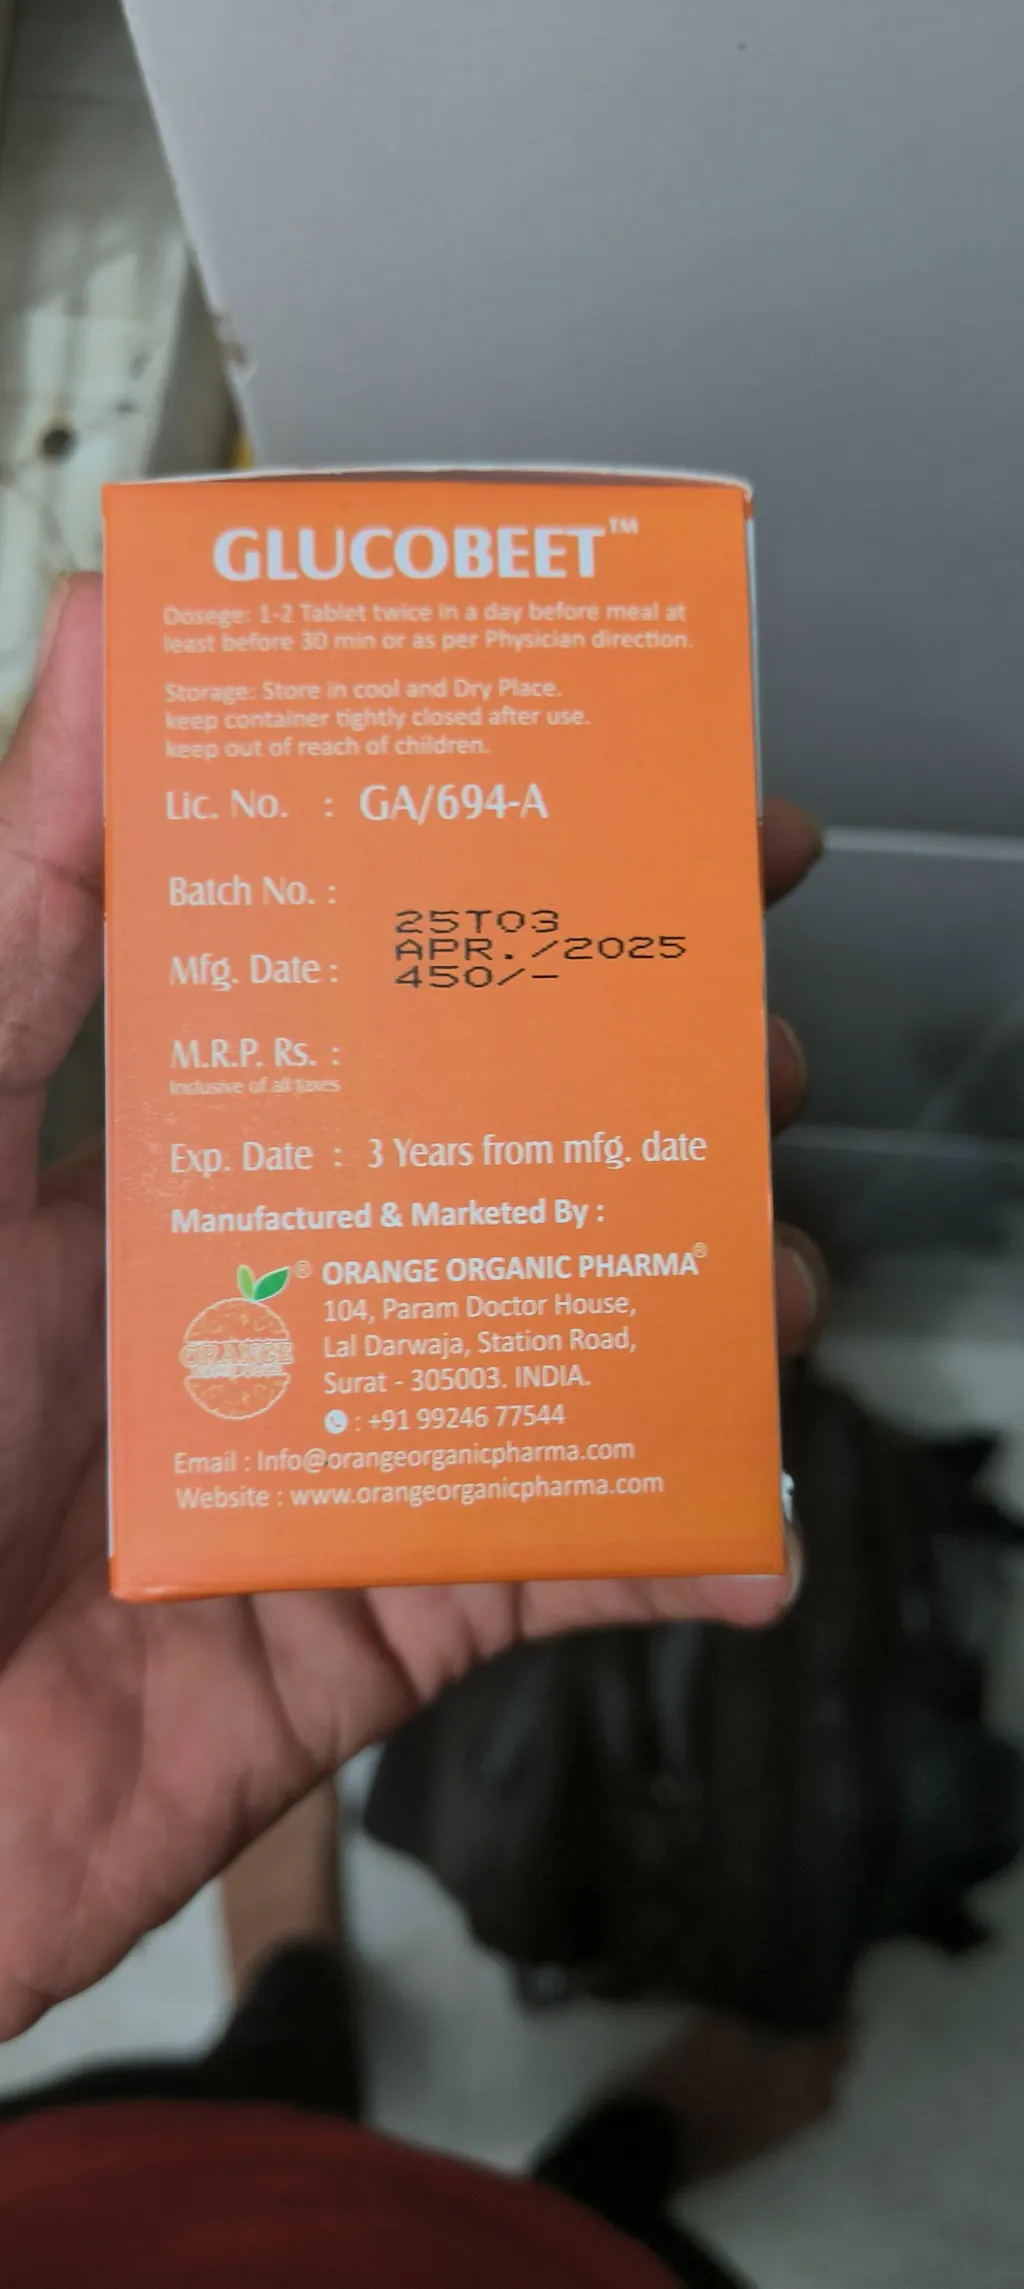 GLUCOBEET™
Dosege: 1-2 Tablet twice in a day before meal at
least before 30 min or as per Physician direction.
Storage: Store in cool and Dry Place.
keep container tightly closed after use.
keep out of reach of children.
Lic. No. : GA/694-A
Batch No. :
25T03
APR./2025
Mfg. Date :
450/-
M.R.P. Rs. :
Inclusive of all taxes
Exp. Date : 3 Years from mfg. date
Manufactured & Marketed By :
® ORANGE ORGANIC PHARMA®
104, Param Doctor House,
Lal Darwaja, Station Road,
ORANGE
Surat - 305003. INDIA.
: +91 99246 77544
Email : Info@orangeorganicpharma.com
Website : www.orangeorganicpharma.com